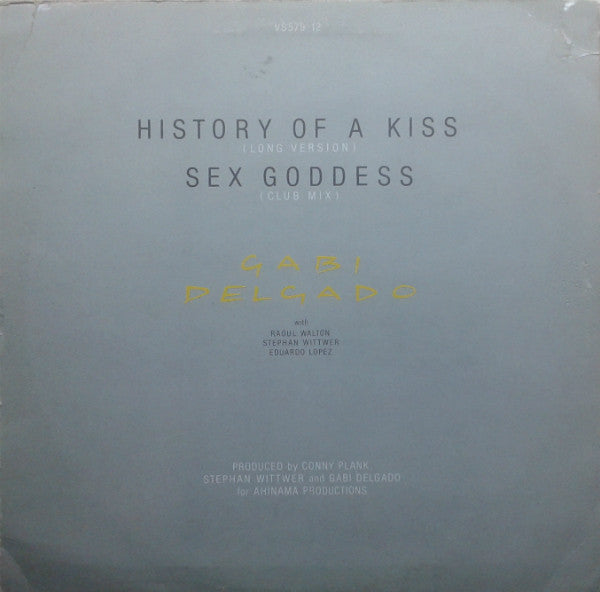 VS579 12
HISTORY OF A KISS
(LONG VERSION)
SEX GODDESS
(CLUB MIX)
GABI
DELGADO
with
RAOUL WALTON
STEPHAN WITTWER
EDUARDO LOPEZ
PRODUCED by CONNY PLANK,
STEPHAN WITTWER and GABI DELGADO
for AHINAMA PRODUCTIONS